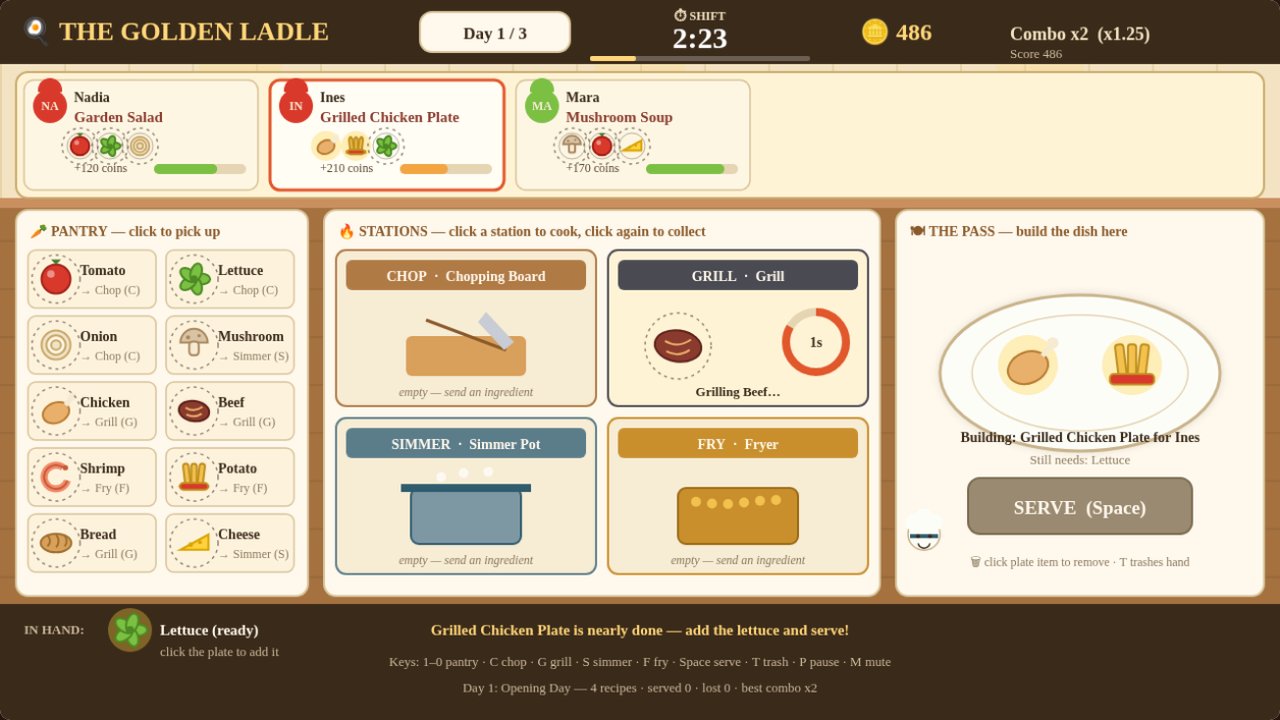 THE GOLDEN LADLE
Day 1 / 3
⏱ SHIFT
2:23
486
Combo x2 (x1.25)
Score 486
NA
Nadia
Garden Salad
+120 coins
IN
Ines
Grilled Chicken Plate
+210 coins
MA
Mara
Mushroom Soup
+170 coins
PANTRY — click to pick up
Tomato
→ Chop (C)
Lettuce
→ Chop (C)
Onion
→ Chop (C)
Mushroom
→ Simmer (S)
Chicken
→ Grill (G)
Beef
→ Grill (G)
Shrimp
→ Fry (F)
Potato
→ Fry (F)
Bread
→ Grill (G)
Cheese
→ Simmer (S)
STATIONS — click a station to cook, click again to collect
CHOP · Chopping Board
empty — send an ingredient
GRILL · Grill
1s
Grilling Beef…
SIMMER · Simmer Pot
empty — send an ingredient
FRY · Fryer
empty — send an ingredient
THE PASS — build the dish here
Building: Grilled Chicken Plate for Ines
Still needs: Lettuce
SERVE (Space)
click plate item to remove · T trashes hand
IN HAND:
Lettuce (ready)
click the plate to add it
Grilled Chicken Plate is nearly done — add the lettuce and serve!
Keys: 1–0 pantry · C chop · G grill · S simmer · F fry · Space serve · T trash · P pause · M mute
Day 1: Opening Day — 4 recipes · served 0 · lost 0 · best combo x2